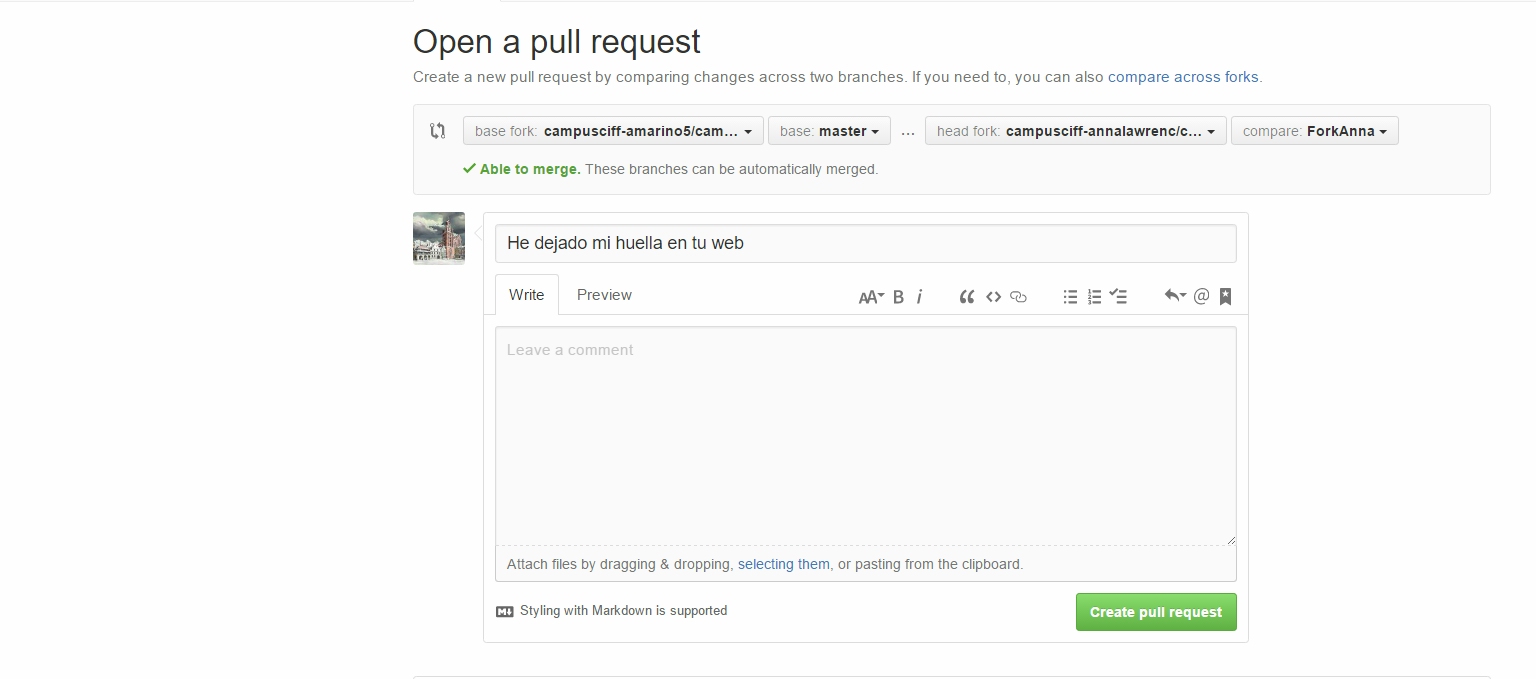 Open a pull request
Create a new pull request by comparing changes across two branches. If you need to, you can also compare across forks.
base fork: campusciff-amarino5/cam... base: master ... head fork: campusciff-annalawrenc/c... compare: ForkAnna
Able to merge. These branches can be automatically merged.
He dejado mi huella en tu web
Write Preview AA B i @
Leave a comment
Attach files by dragging & dropping, selecting them, or pasting from the clipboard.
Styling with Markdown is supported Create pull request